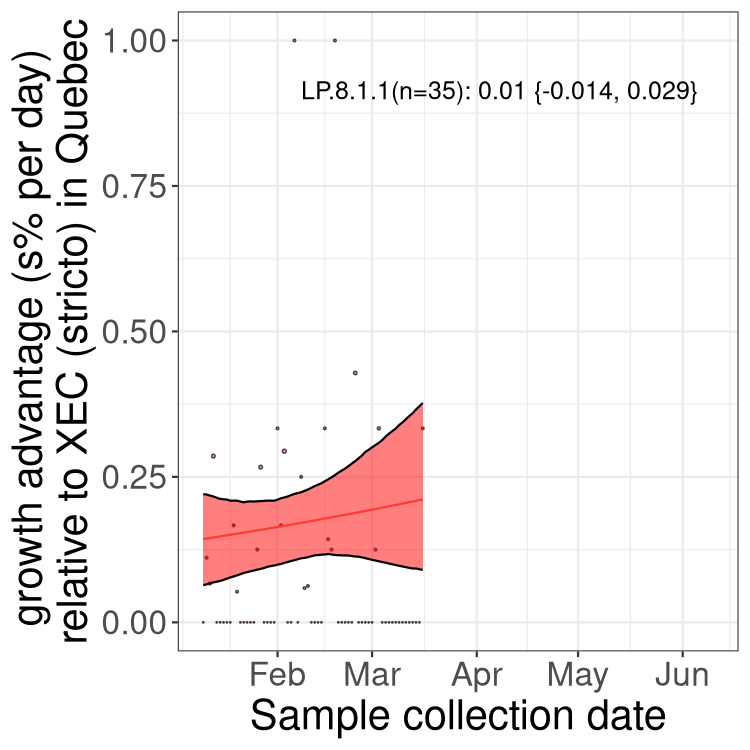 growth advantage (s% per day)
relative to XEC (stricto) in Quebec
1.00
0.75
0.50
0.25
0.00
LP.8.1.1(n=35): 0.01 {-0.014, 0.029}
Feb Mar Apr May Jun
Sample collection date